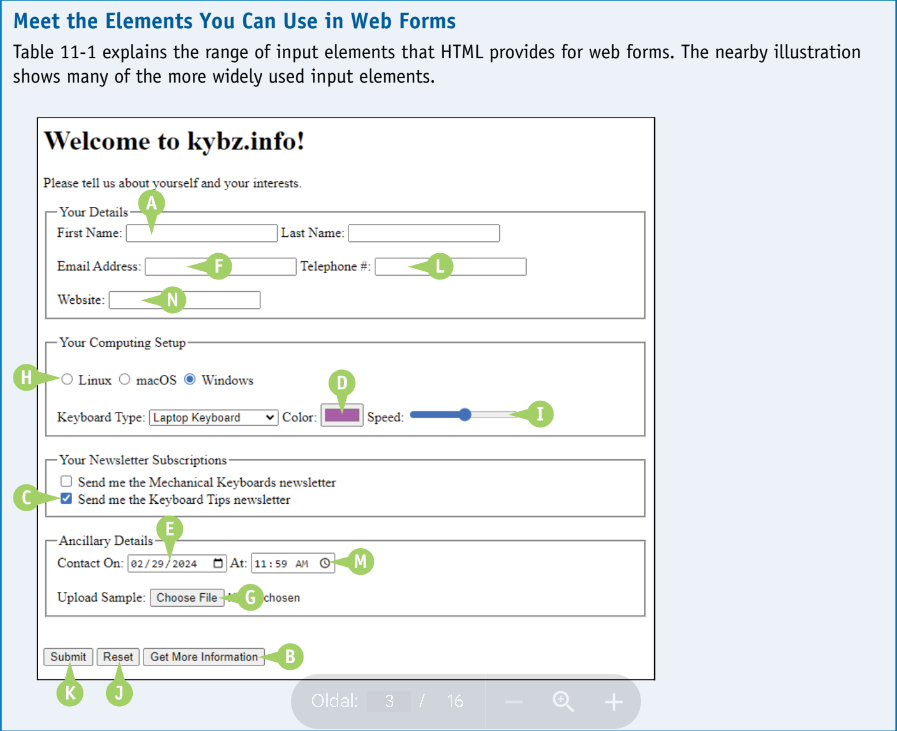 Meet the Elements You Can Use in Web Forms
Table 11-1 explains the range of input elements that HTML provides for web forms. The nearby illustration
shows many of the more widely used input elements.
Welcome to kybz.info!
Please tell us about yourself and your interests.
A
Your Details
First Name: Last Name:
Email Address: F Telephone #: L
Website: N
Your Computing Setup
H Linux macOS Windows
D
Keyboard Type: Laptop Keyboard Color: Speed: I
Your Newsletter Subscriptions
Send me the Mechanical Keyboards newsletter
C Send me the Keyboard Tips newsletter
E
Ancillary Details
Contact On: 02/29/2024 At: 11:59 AM M
Upload Sample: Choose File G chosen
Submit Reset Get More Information B
K J
Oldal: 3 / 16